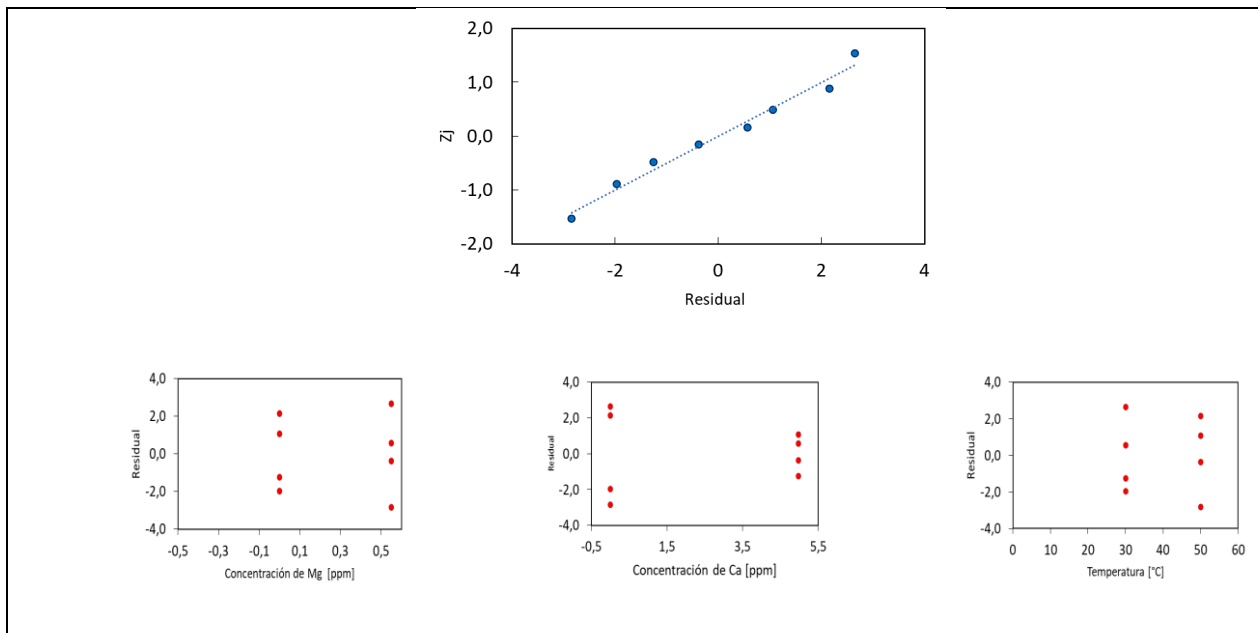 2,0
1,0
Zj
0,0
-1,0
-2,0
-4 -2 0 2 4
Residual
4,0
2,0
Residual
0,0
-2,0
-4,0
-0,5 -0,3 -0,1 0,1 0,3 0,5
Concentración de Mg [ppm]
4,0
2,0
Residual
0,0
-2,0
-4,0
-0,5 1,5 3,5 5,5
Concentración de Ca [ppm]
4,0
2,0
Residual
0,0
-2,0
-4,0
0 10 20 30 40 50 60
Temperatura [°C]